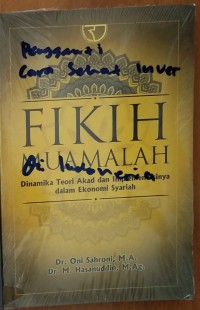 Pengganti
Cara Sehat Inver
FIKIH
MUAMALAH
Di Indonesia
Dinamika Teori Akad dan Implementasinya
dalam Ekonomi Syariah
Dr. Oni Sahroni, M.A.
Dr. M. Hasanuddin, M.Ag.